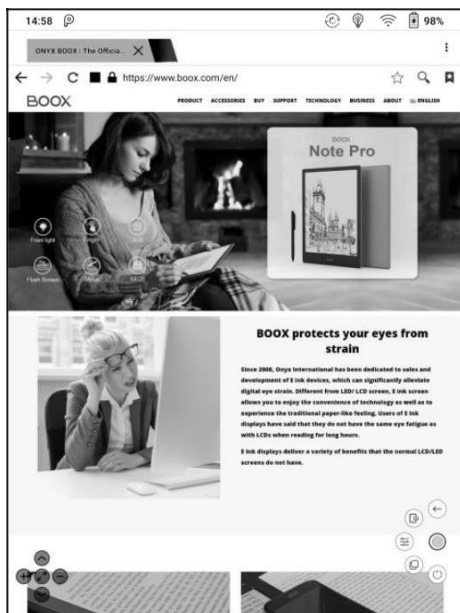 14:58 98%
ONYX BOOX : The Officia...
https://www.boox.com/en/
BOOX PRODUCT ACCESSORIES BUY SUPPORT TECHNOLOGY BUSINESS ABOUT ENGLISH
BOOX
Note Pro
Front light
Flush Screen
64GB
BOOX protects your eyes from
strain
Since 2008, Onyx International has been dedicated to sales and
development of E ink devices, which can significantly alleviate
digital eye strain. Different from LED/ LCD screen, E ink screen
allows you to enjoy the convenience of technology as well as to
experience the traditional paper-like feeling. Users of E ink
displays have said that they do not have the same eye fatigue as
with LCDs when reading for long hours.
E ink displays deliver a variety of benefits that the normal LCD/LED
screens do not have.